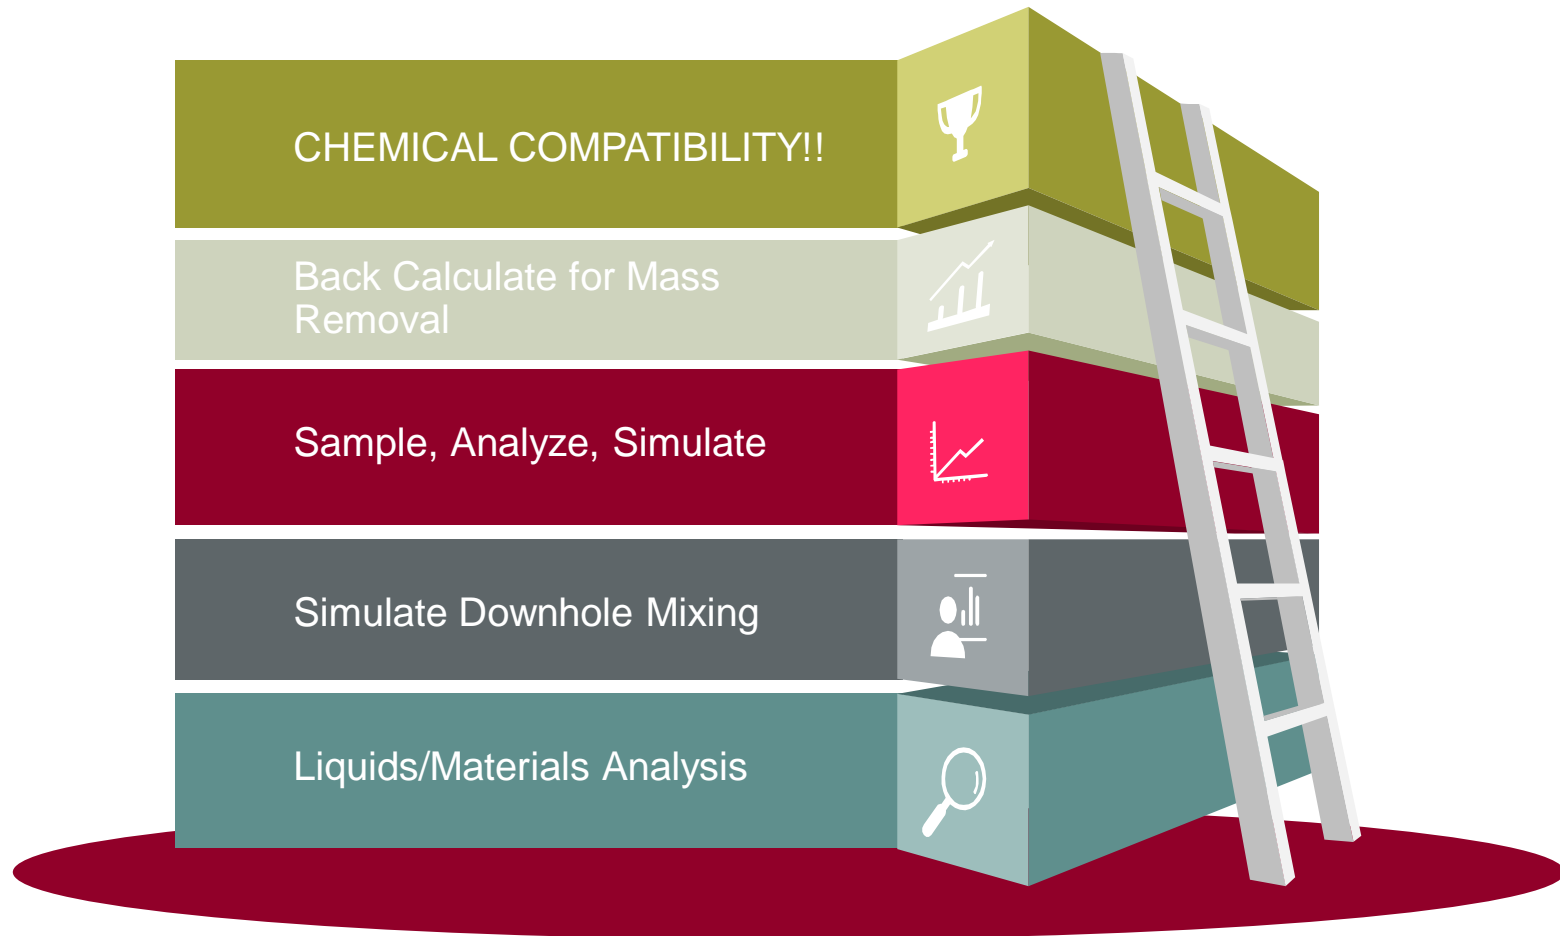 CHEMICAL COMPATIBILITY!!
Back Calculate for Mass
Removal
Sample, Analyze, Simulate
Simulate Downhole Mixing
Liquids/Materials Analysis